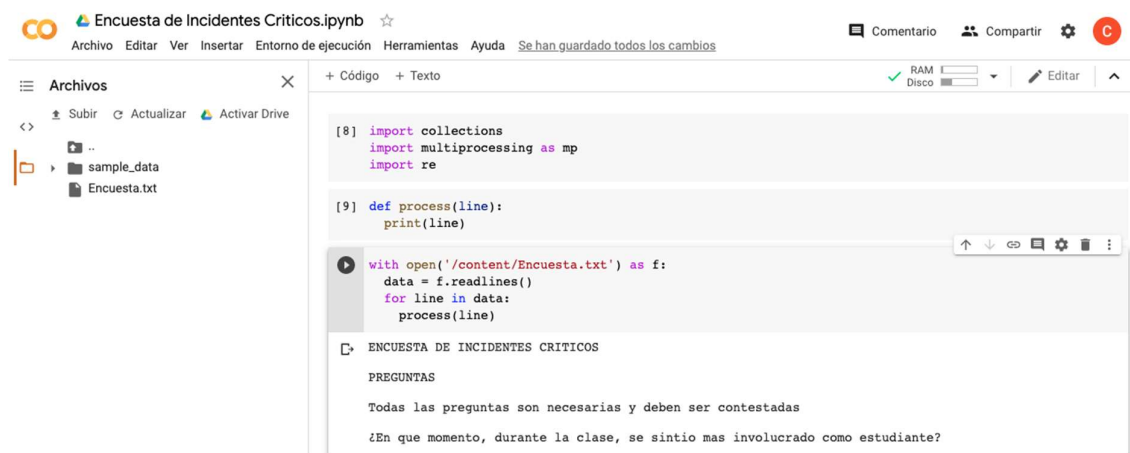 Encuesta de Incidentes Criticos.ipynb
Archivo Editar Ver Insertar Entorno de ejecución Herramientas Ayuda Se han guardado todos los cambios
Comentario Compartir C
Archivos
Subir Actualizar Activar Drive
..
sample_data
Encuesta.txt
+ Código + Texto
RAM
Disco
Editar
[8] import collections
import multiprocessing as mp
import re
[9] def process(line):
print(line)
with open('/content/Encuesta.txt') as f:
data = f.readlines()
for line in data:
process(line)
ENCUESTA DE INCIDENTES CRITICOS
PREGUNTAS
Todas las preguntas son necesarias y deben ser contestadas
¿En que momento, durante la clase, se sintio mas involucrado como estudiante?